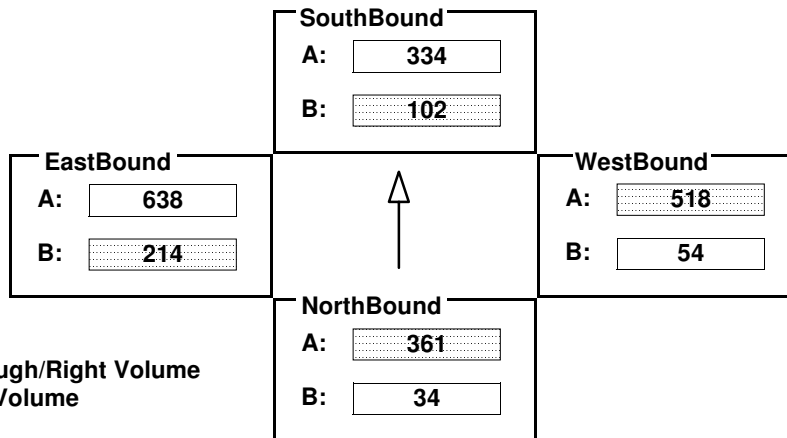 SouthBound
A: 334
B: 102
EastBound
A: 638
B: 214
WestBound
A: 518
B: 54
NorthBound
A: 361
B: 34
ugh/Right Volume
Volume